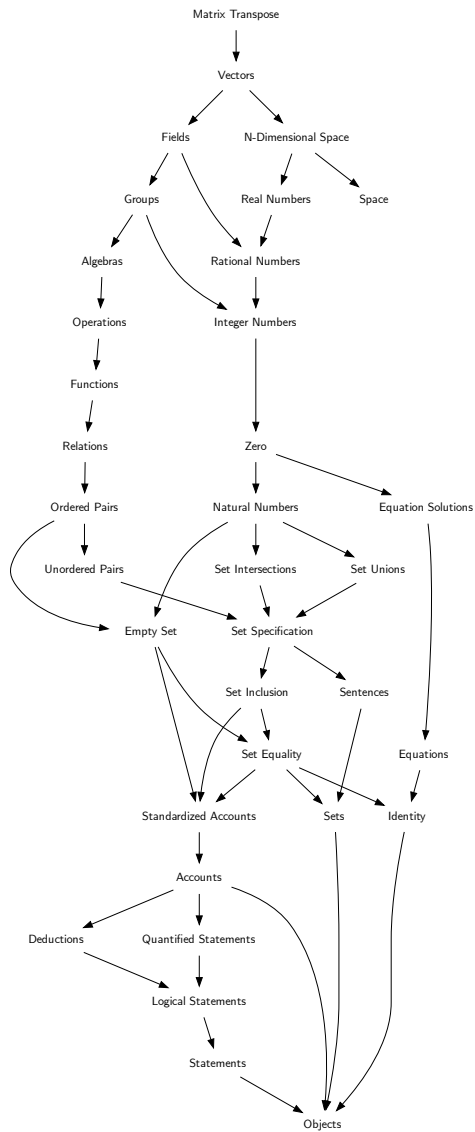 Matrix Transpose
Vectors
Fields
N-Dimensional Space
Groups
Real Numbers
Space
Algebras
Rational Numbers
Operations
Integer Numbers
Functions
Relations
Zero
Ordered Pairs
Natural Numbers
Equation Solutions
Unordered Pairs
Set Intersections
Set Unions
Empty Set
Set Specification
Set Inclusion
Sentences
Set Equality
Equations
Standardized Accounts
Sets
Identity
Accounts
Deductions
Quantified Statements
Logical Statements
Statements
Objects